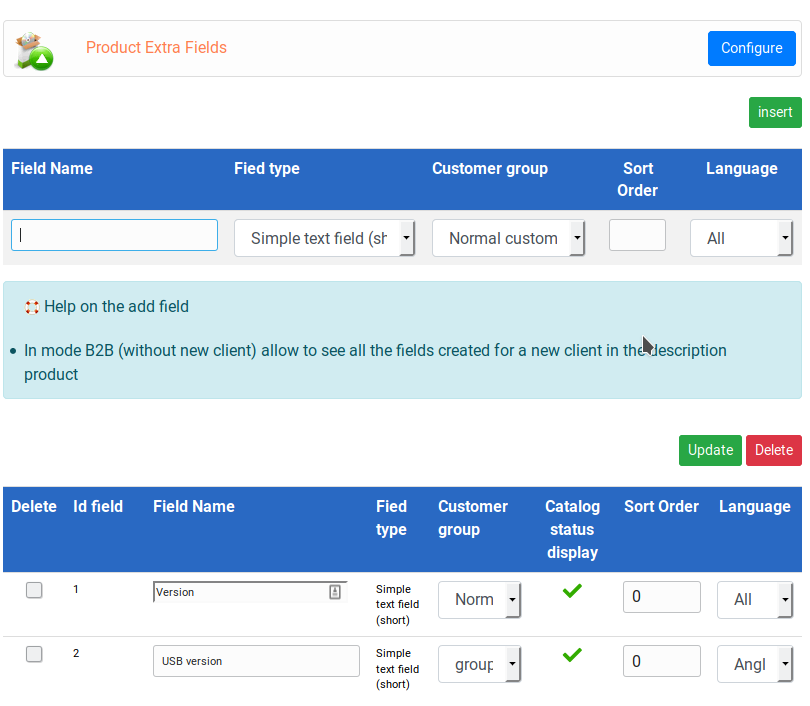 Product Extra Fields
Configure
insert
Field Name Fied type Customer group Sort Order Language
Simple text field (sh Normal custom All
Help on the add field
In mode B2B (without new client) allow to see all the fields created for a new client in the description
product
Update Delete
Delete Id field Field Name Fied type Customer group Catalog status display Sort Order Language
1 Version Simple text field (short) Norm 0 All
2 USB version Simple text field (short) group 0 Angl